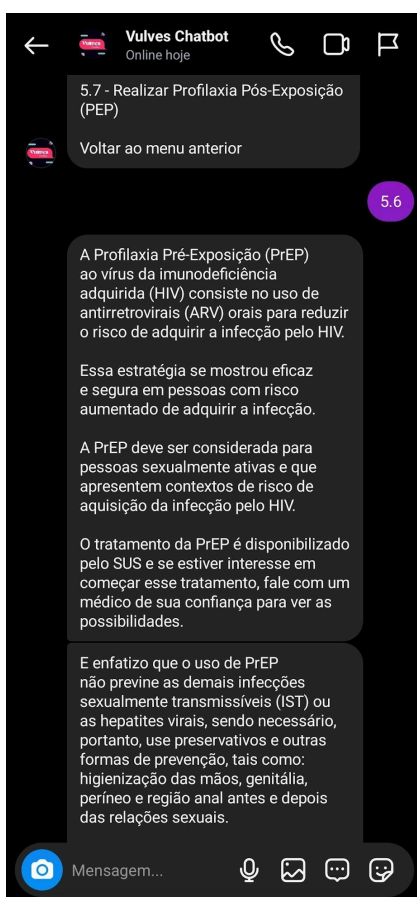 Vulves Chatbot
Online hoje
5.7 - Realizar Profilaxia Pós-Exposição
(PEP)
Voltar ao menu anterior
5.6
A Profilaxia Pré-Exposição (PrEP)
ao vírus da imunodeficiência
adquirida (HIV) consiste no uso de
antirretrovirais (ARV) orais para reduzir
o risco de adquirir a infecção pelo HIV.
Essa estratégia se mostrou eficaz
e segura em pessoas com risco
aumentado de adquirir a infecção.
A PrEP deve ser considerada para
pessoas sexualmente ativas e que
apresentem contextos de risco de
aquisição da infecção pelo HIV.
O tratamento da PrEP é disponibilizado
pelo SUS e se estiver interesse em
começar esse tratamento, fale com um
médico de sua confiança para ver as
possibilidades.
E enfatizo que o uso de PrEP
não previne as demais infecções
sexualmente transmissíveis (IST) ou
as hepatites virais, sendo necessário,
portanto, use preservativos e outras
formas de prevenção, tais como:
higienização das mãos, genitália,
períneo e região anal antes e depois
das relações sexuais.
Mensagem...